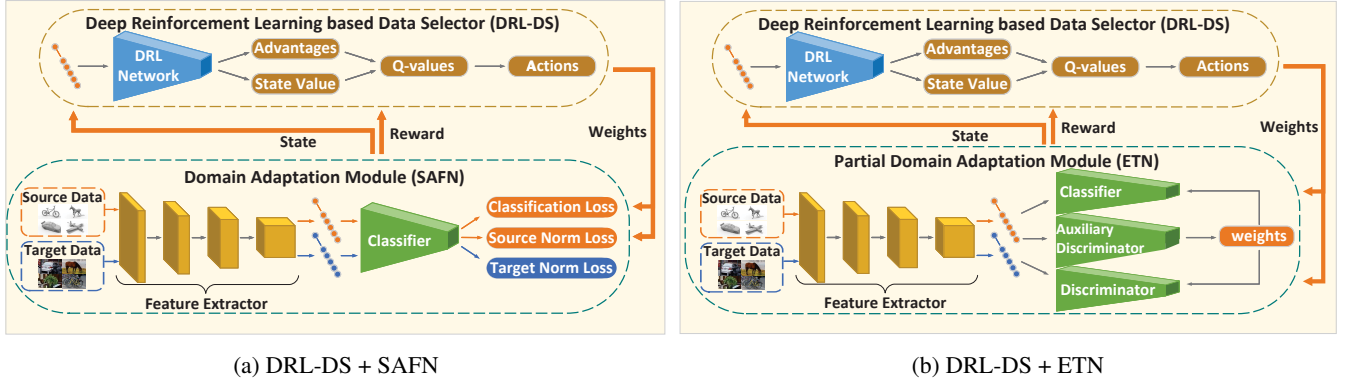 Deep Reinforcement Learning based Data Selector (DRL-DS)
DRL
Network
Advantages
State Value
Q-values
Actions
State
Reward
Weights
Domain Adaptation Module (SAFN)
Source Data
Target Data
Feature Extractor
Classifier
Classification Loss
Source Norm Loss
Target Norm Loss
(a) DRL-DS + SAFN
Deep Reinforcement Learning based Data Selector (DRL-DS)
DRL
Network
Advantages
State Value
Q-values
Actions
State
Reward
Weights
Partial Domain Adaptation Module (ETN)
Source Data
Target Data
Feature Extractor
Classifier
Auxiliary
Discriminator
Discriminator
weights
(b) DRL-DS + ETN